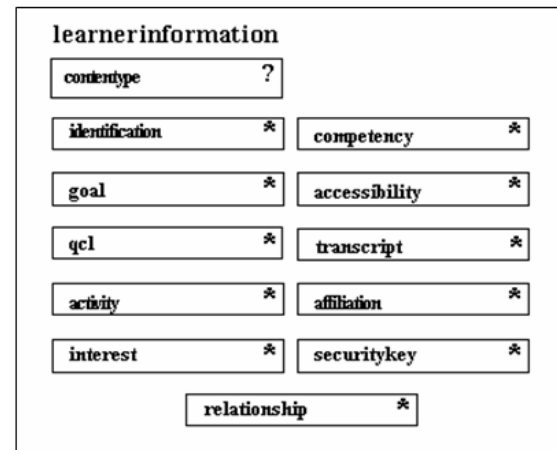 learnerinformation
contentype ?
identification * competency *
goal * accessibility *
qcl * transcript *
activity * affiliation *
interest * securitykey *
relationship *